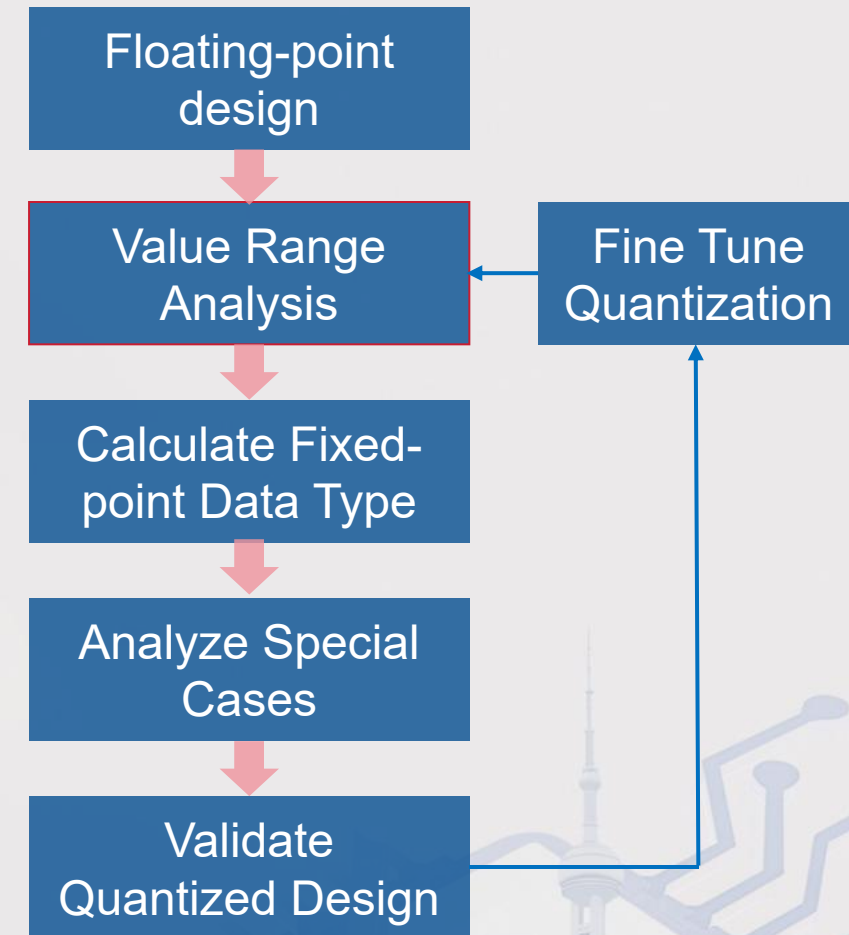 Floating-point
design
Value Range
Analysis
Fine Tune
Quantization
Calculate Fixed-
point Data Type
Analyze Special
Cases
Validate
Quantized Design